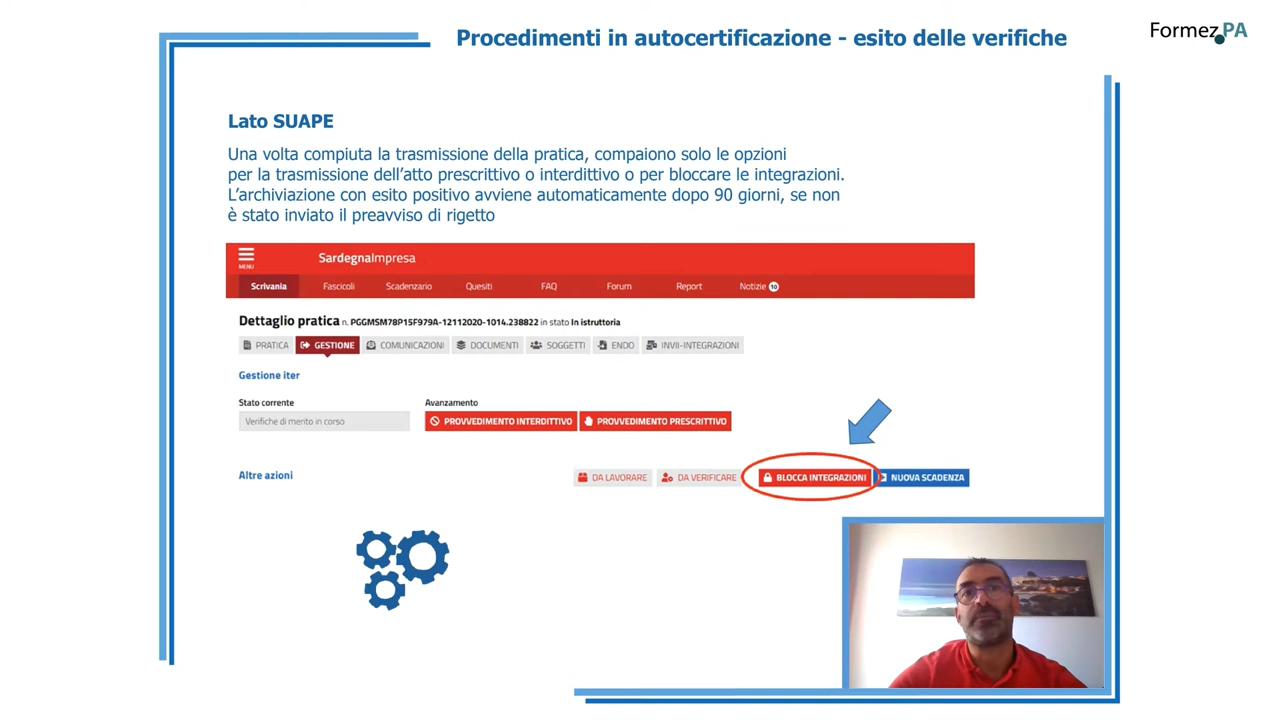 Procedimenti in autocertificazione - esito delle verifiche
Formez PA
Lato SUAPE
Una volta compiuta la trasmissione della pratica, compaiono solo le opzioni
per la trasmissione dell'atto prescrittivo o interdittivo o per bloccare le integrazioni.
L'archiviazione con esito positivo avviene automaticamente dopo 90 giorni, se non
è stato inviato il preavviso di rigetto
MENU
SardegnaImpresa
Scrivania Fascicoli Scadenzario Quesiti FAQ Forum Report Notizie 10
Dettaglio pratica n. PGGMSM78P15F979A-12112020-1014.238822 in stato In istruttoria
PRATICA GESTIONE COMUNICAZIONI DOCUMENTI SOGGETTI ENDO INVII-INTEGRAZIONI
Gestione iter
Stato corrente Avanzamento
Verifiche di merito in corso PROVVEDIMENTO INTERDITTIVO PROVVEDIMENTO PRESCRITTIVO
Altre azioni DA LAVORARE DA VERIFICARE BLOCCA INTEGRAZIONI NUOVA SCADENZA